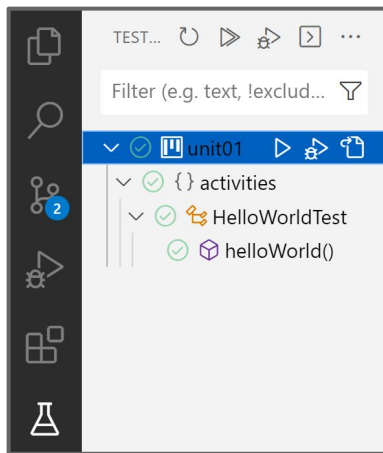 TEST...
Filter (e.g. text, !exclud...
unit01
{} activities
2
HelloWorldTest
helloWorld()